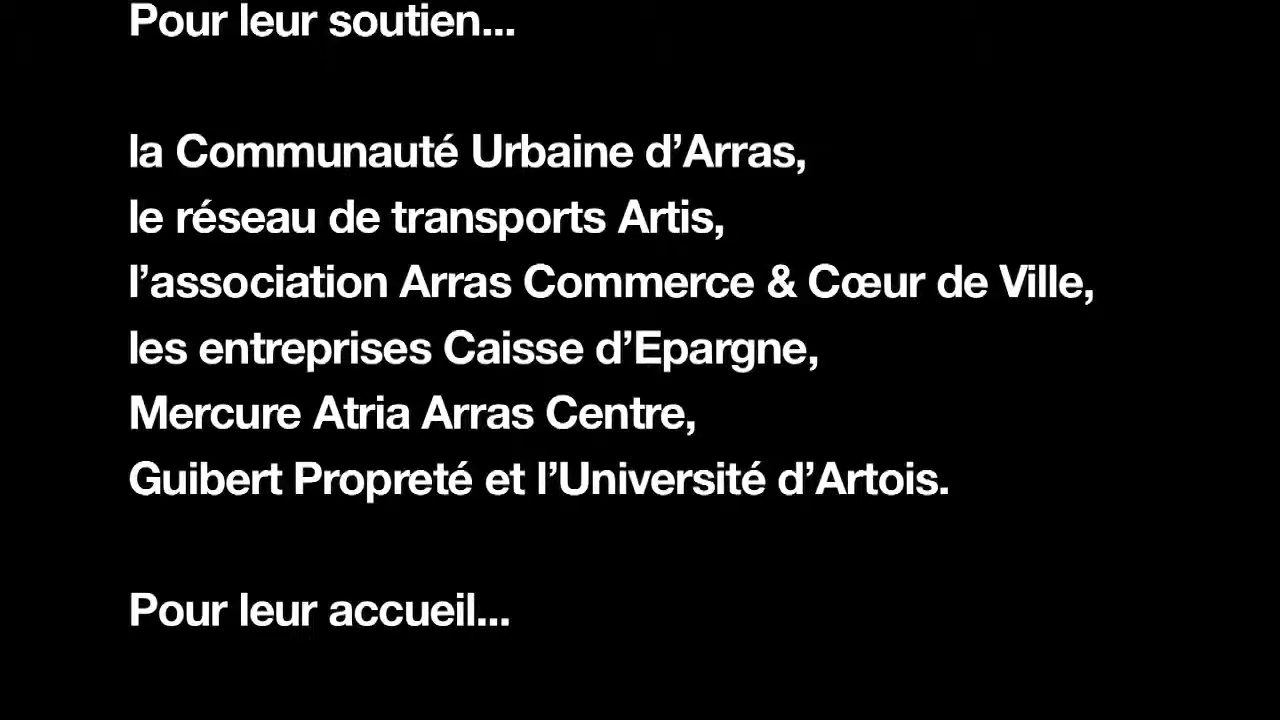 Pour leur soutien...
la Communauté Urbaine d’Arras,
le réseau de transports Artis,
l’association Arras Commerce & Cœur de Ville,
les entreprises Caisse d’Epargne,
Mercure Atria Arras Centre,
Guibert Propreté et l’Université d’Artois.
Pour leur accueil...